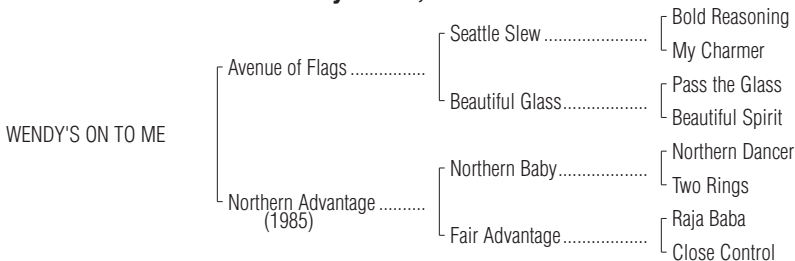 Bold Reasoning
Seattle Slew ......................
My Charmer
Avenue of Flags ................
Pass the Glass
Beautiful Glass..................
Beautiful Spirit
WENDY'S ON TO ME
Northern Dancer
Northern Baby...................
Two Rings
Northern Advantage ..........
(1985)
Raja Baba
Fair Advantage..................
Close Control